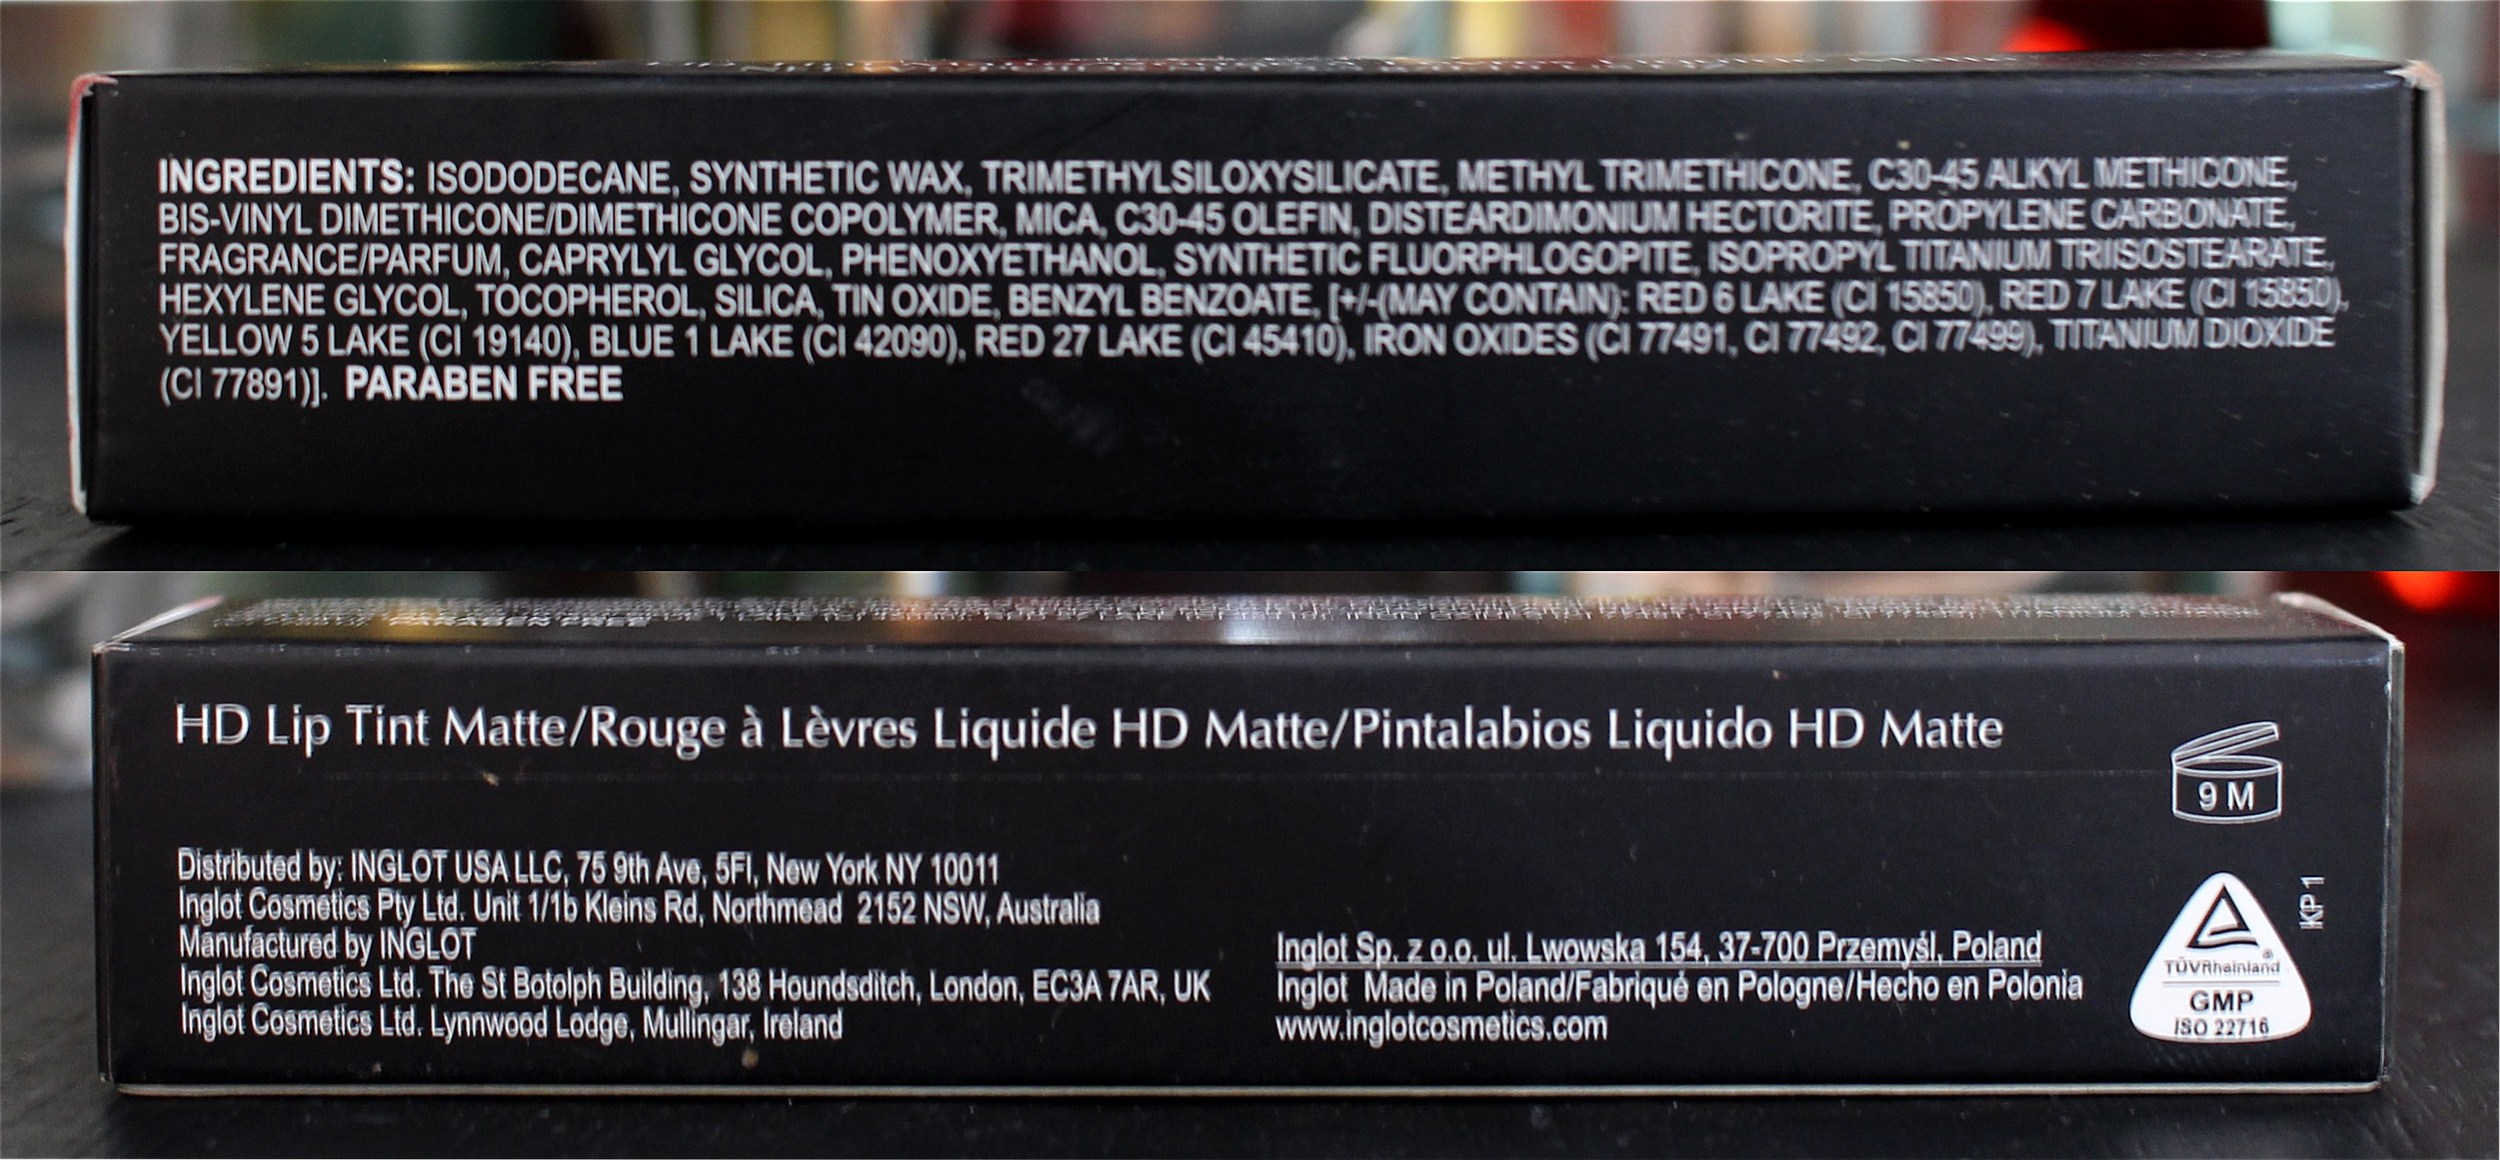 INGREDIENTS: ISODODECANE, SYNTHETIC WAX, TRIMETHYLSILOXYSILICATE, METHYL TRIMETHICONE, C30-45 ALKYL METHICONE,
BIS-VINYL DIMETHICONE/DIMETHICONE COPOLYMER, MICA, C30-45 OLEFIN, DISTEARDIMONIUM HECTORITE, PROPYLENE CARBONATE,
FRAGRANCE/PARFUM, CAPRYLYL GLYCOL, PHENOXYETHANOL, SYNTHETIC FLUORPHLOGOPITE, ISOPROPYL TITANIUM TRIISOSTEARATE,
HEXYLENE GLYCOL, TOCOPHEROL, SILICA, TIN OXIDE, BENZYL BENZOATE, [+/-(MAY CONTAIN): RED 6 LAKE (CI 15850), RED 7 LAKE (CI 15850),
YELLOW 5 LAKE (CI 19140), BLUE 1 LAKE (CI 42090), RED 27 LAKE (CI 45410), IRON OXIDES (CI 77491, CI 77492, CI 77499), TITANIUM DIOXIDE
(CI 77891)]. PARABEN FREE
HD Lip Tint Matte/Rouge à Lèvres Liquide HD Matte/Pintalabios Liquido HD Matte
9 M
Distributed by: INGLOT USA LLC, 75 9th Ave, 5Fl, New York NY 10011
Inglot Cosmetics Pty Ltd. Unit 1/1b Kleins Rd, Northmead 2152 NSW, Australia
Manufactured by INGLOT
Inglot Cosmetics Ltd. The St Botolph Building, 138 Houndsditch, London, EC3A 7AR, UK
Inglot Cosmetics Ltd. Lynnwood Lodge, Mullingar, Ireland
Inglot Sp. z o.o. ul. Lwowska 154, 37-700 Przemyśl, Poland
Inglot Made in Poland/Fabriqué en Pologne/Hecho en Polonia
www.inglotcosmetics.com
KP 1
TÜVRheinland®
GMP
ISO 22716